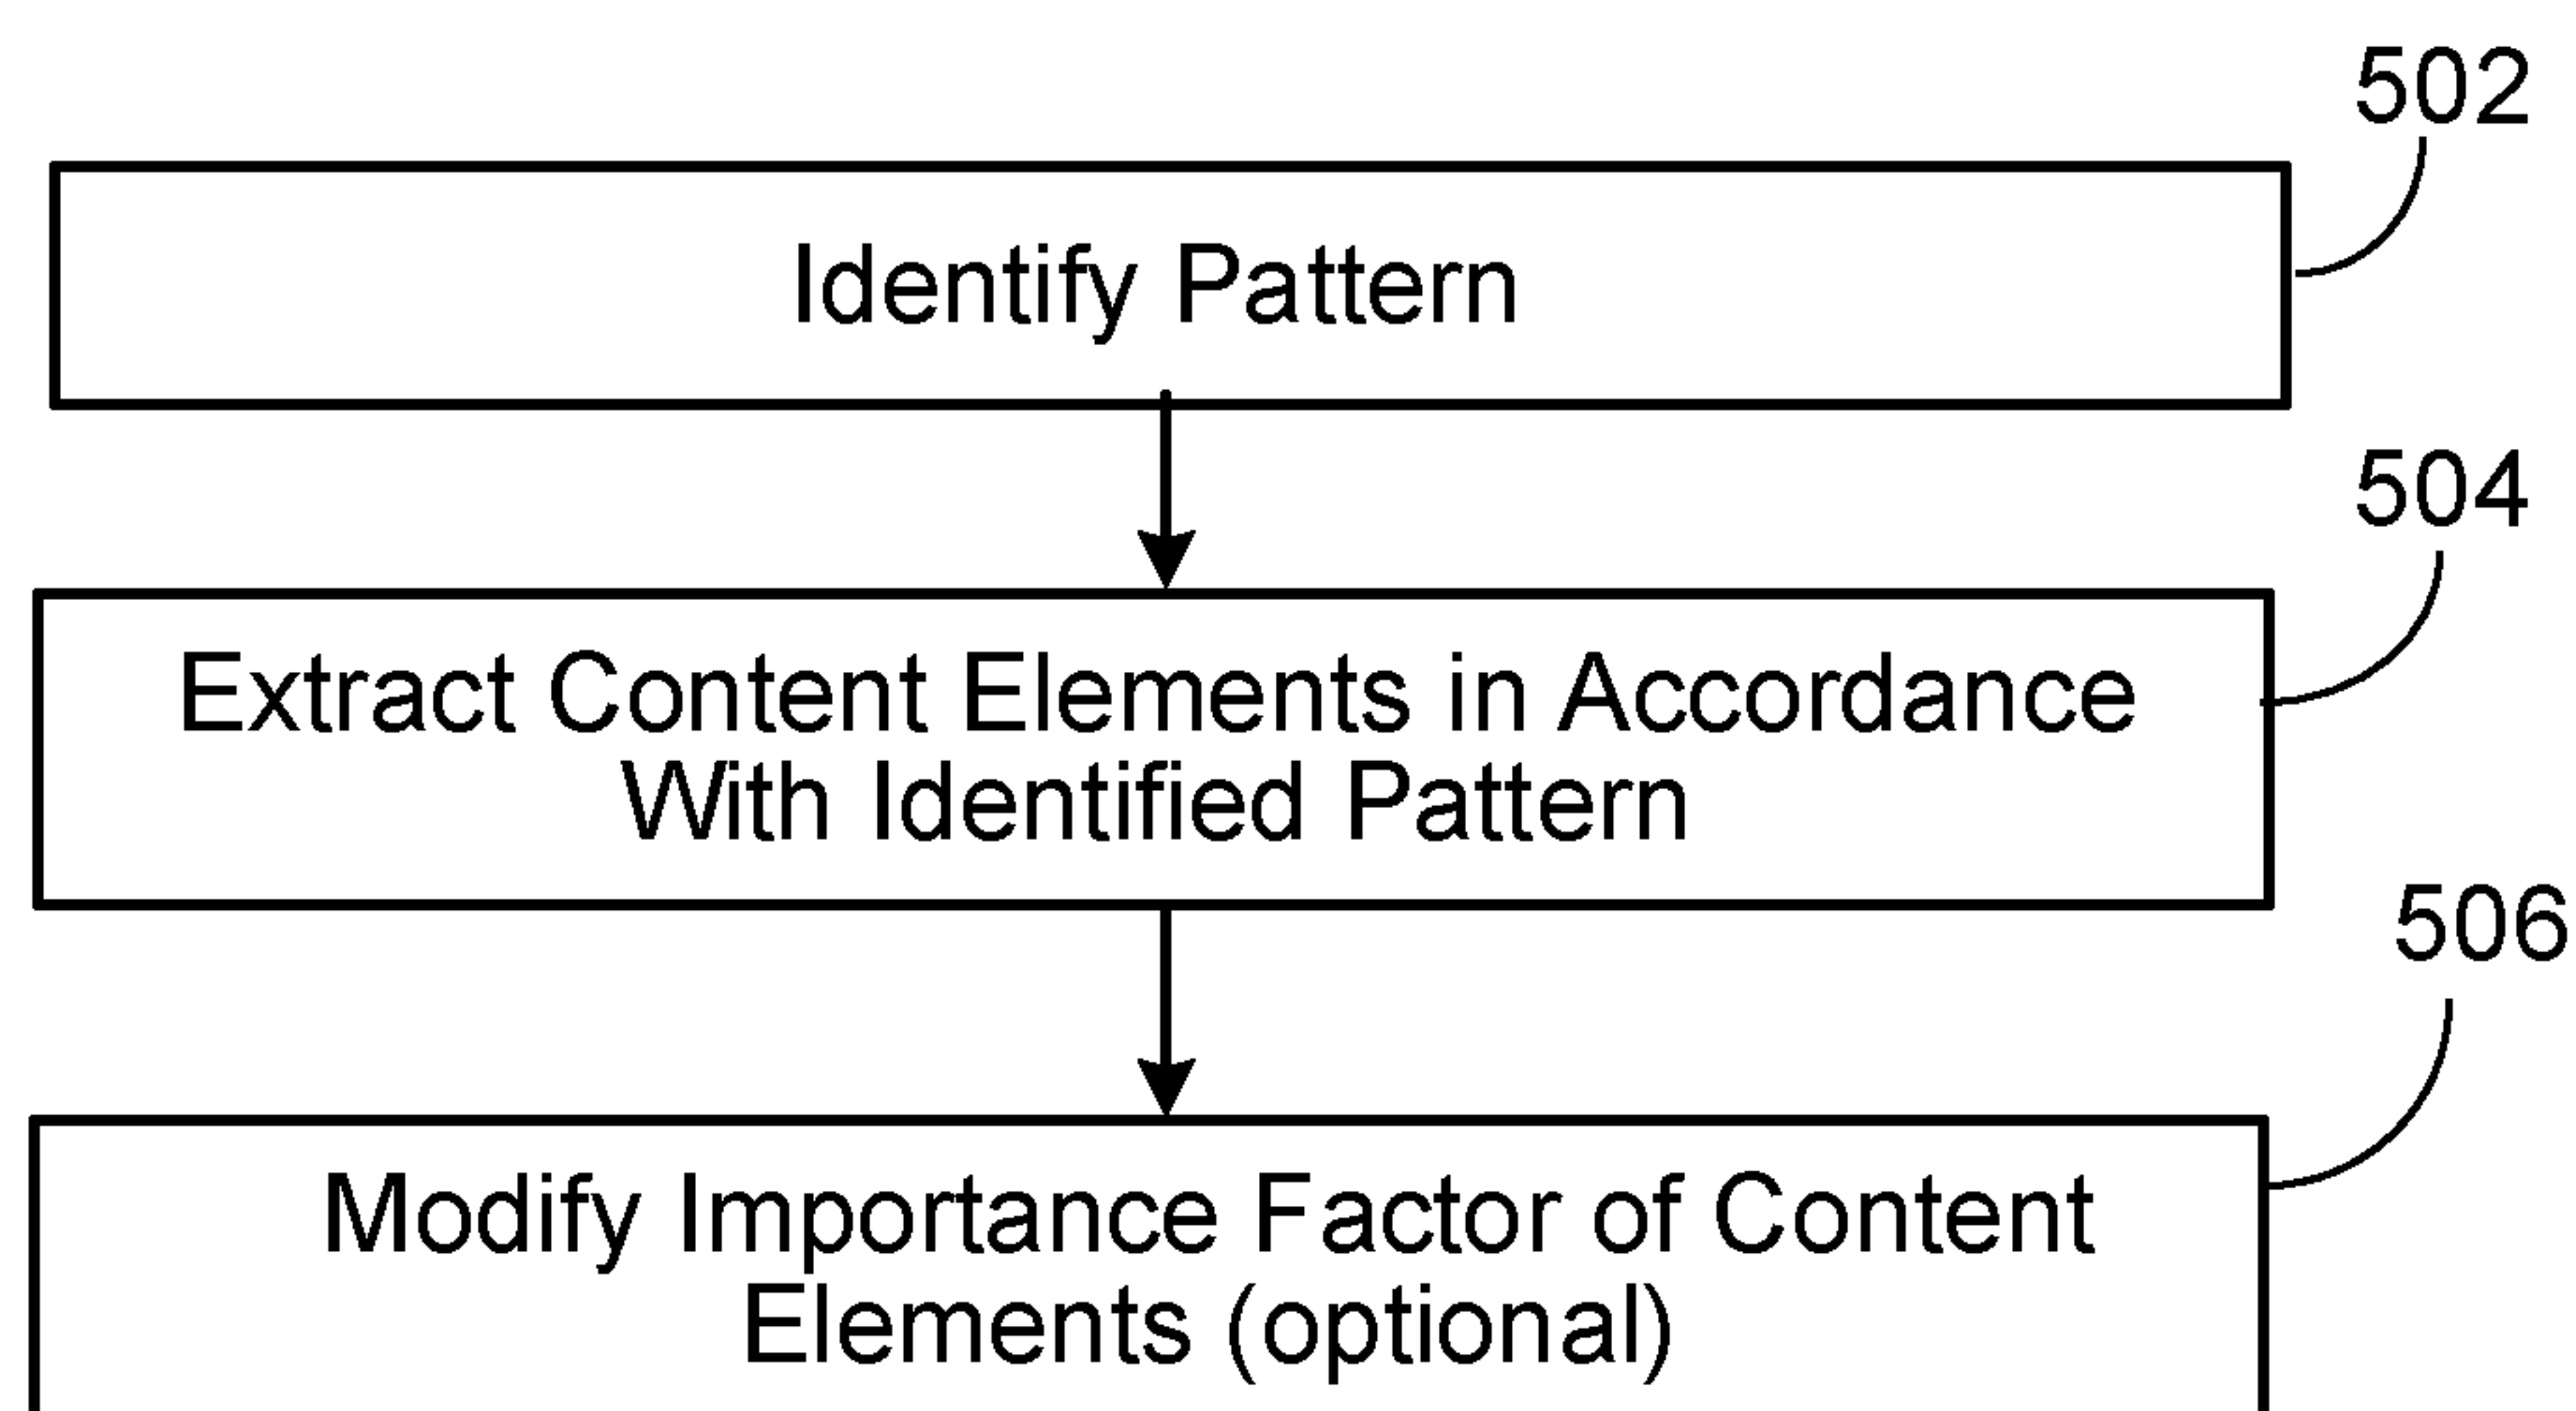 502
Identify Pattern
504
Extract Content Elements in Accordance
With Identified Pattern
506
Modify Importance Factor of Content
Elements (optional)